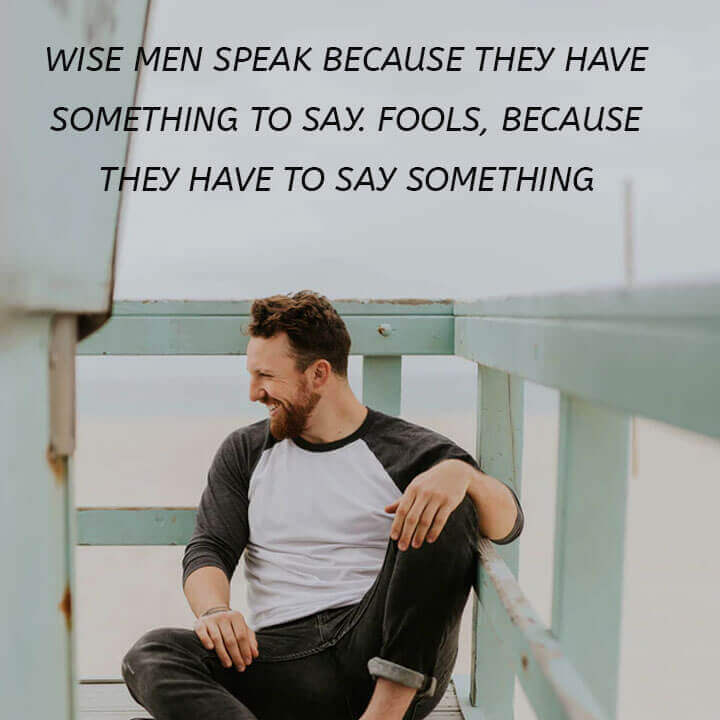 WISE MEN SPEAK BECAUSE THEY HAVE
SOMETHING TO SAY. FOOLS, BECAUSE
THEY HAVE TO SAY SOMETHING